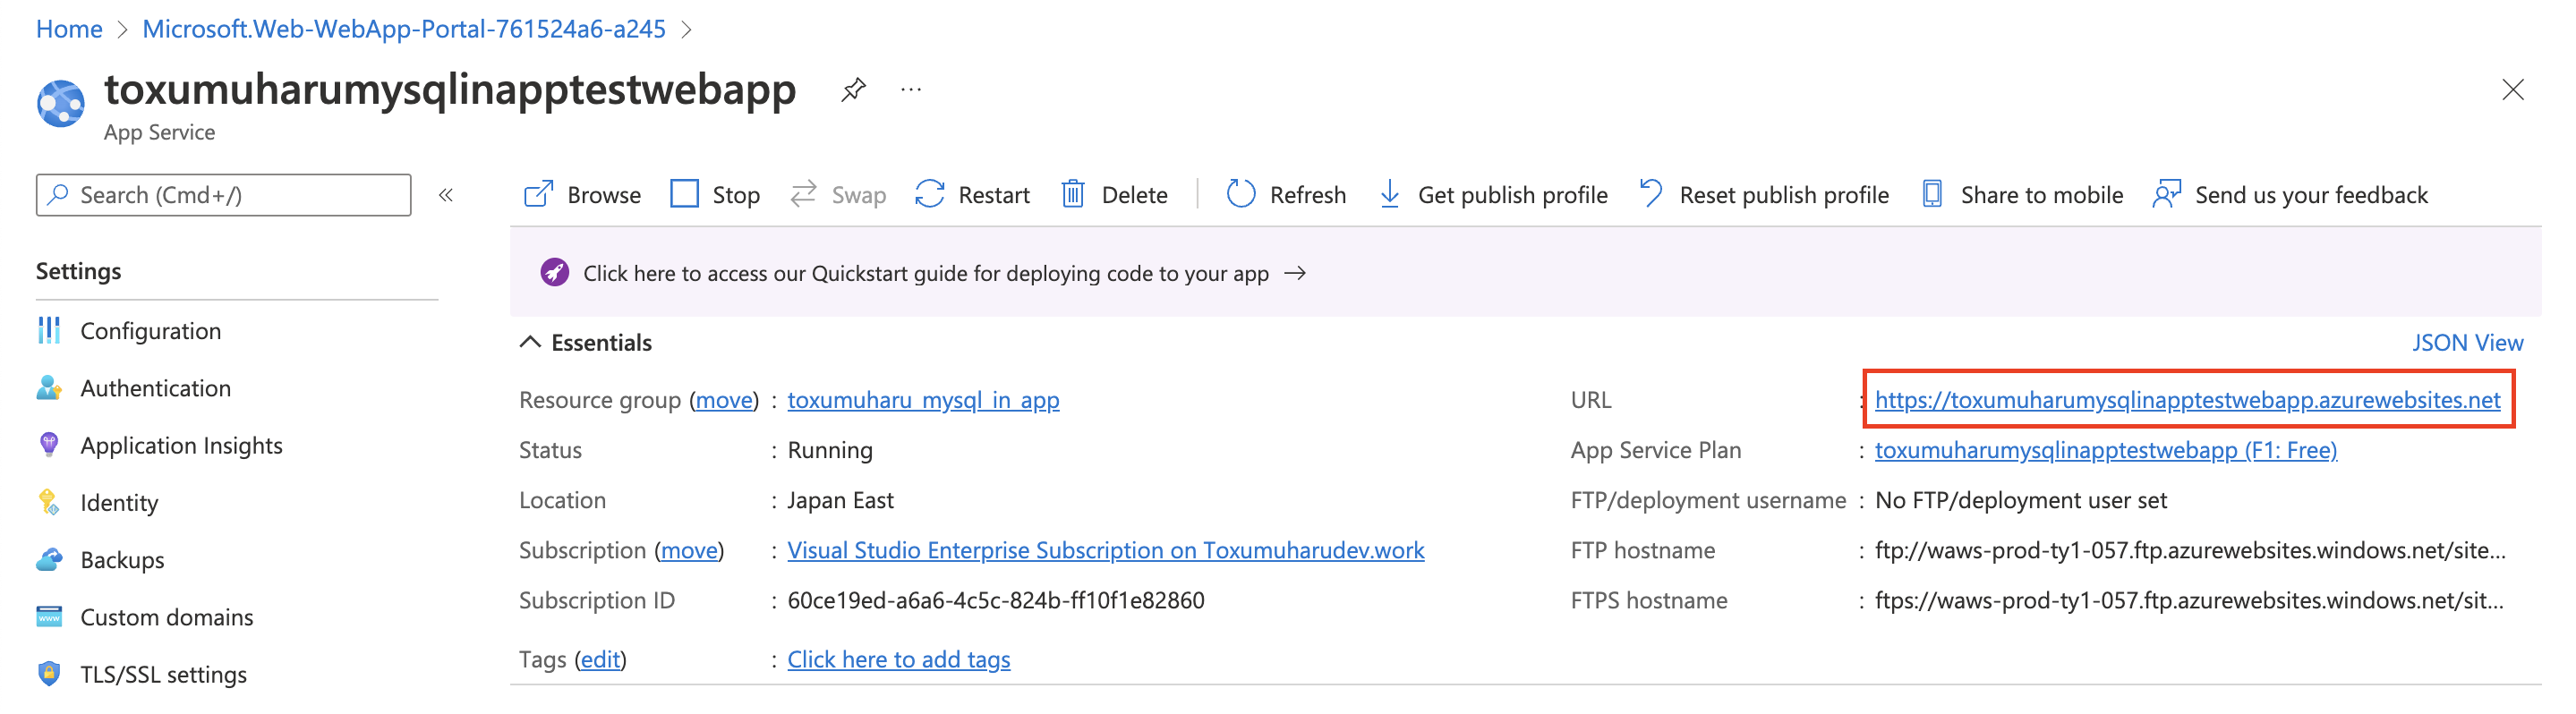 Home > Microsoft.Web-WebApp-Portal-761524a6-a245 >
toxumuharumysqlinapptestwebapp ...
App Service
Search (Cmd+/) «
Browse Stop Swap Restart Delete Refresh Get publish profile Reset publish profile Share to mobile Send us your feedback
Click here to access our Quickstart guide for deploying code to your app →
Settings
Configuration
Authentication
Application Insights
Identity
Backups
Custom domains
TLS/SSL settings
Essentials JSON View
Resource group (move) : toxumuharu_mysql_in_app
Status : Running
Location : Japan East
Subscription (move) : Visual Studio Enterprise Subscription on Toxumuharudev.work
Subscription ID : 60ce19ed-a6a6-4c5c-824b-ff10f1e82860
Tags (edit) : Click here to add tags
URL : https://toxumuharumysqlinapptestwebapp.azurewebsites.net
App Service Plan : toxumuharumysqlinapptestwebapp (F1: Free)
FTP/deployment username : No FTP/deployment user set
FTP hostname : ftp://waws-prod-ty1-057.ftp.azurewebsites.windows.net/site...
FTPS hostname : ftps://waws-prod-ty1-057.ftp.azurewebsites.windows.net/sit...